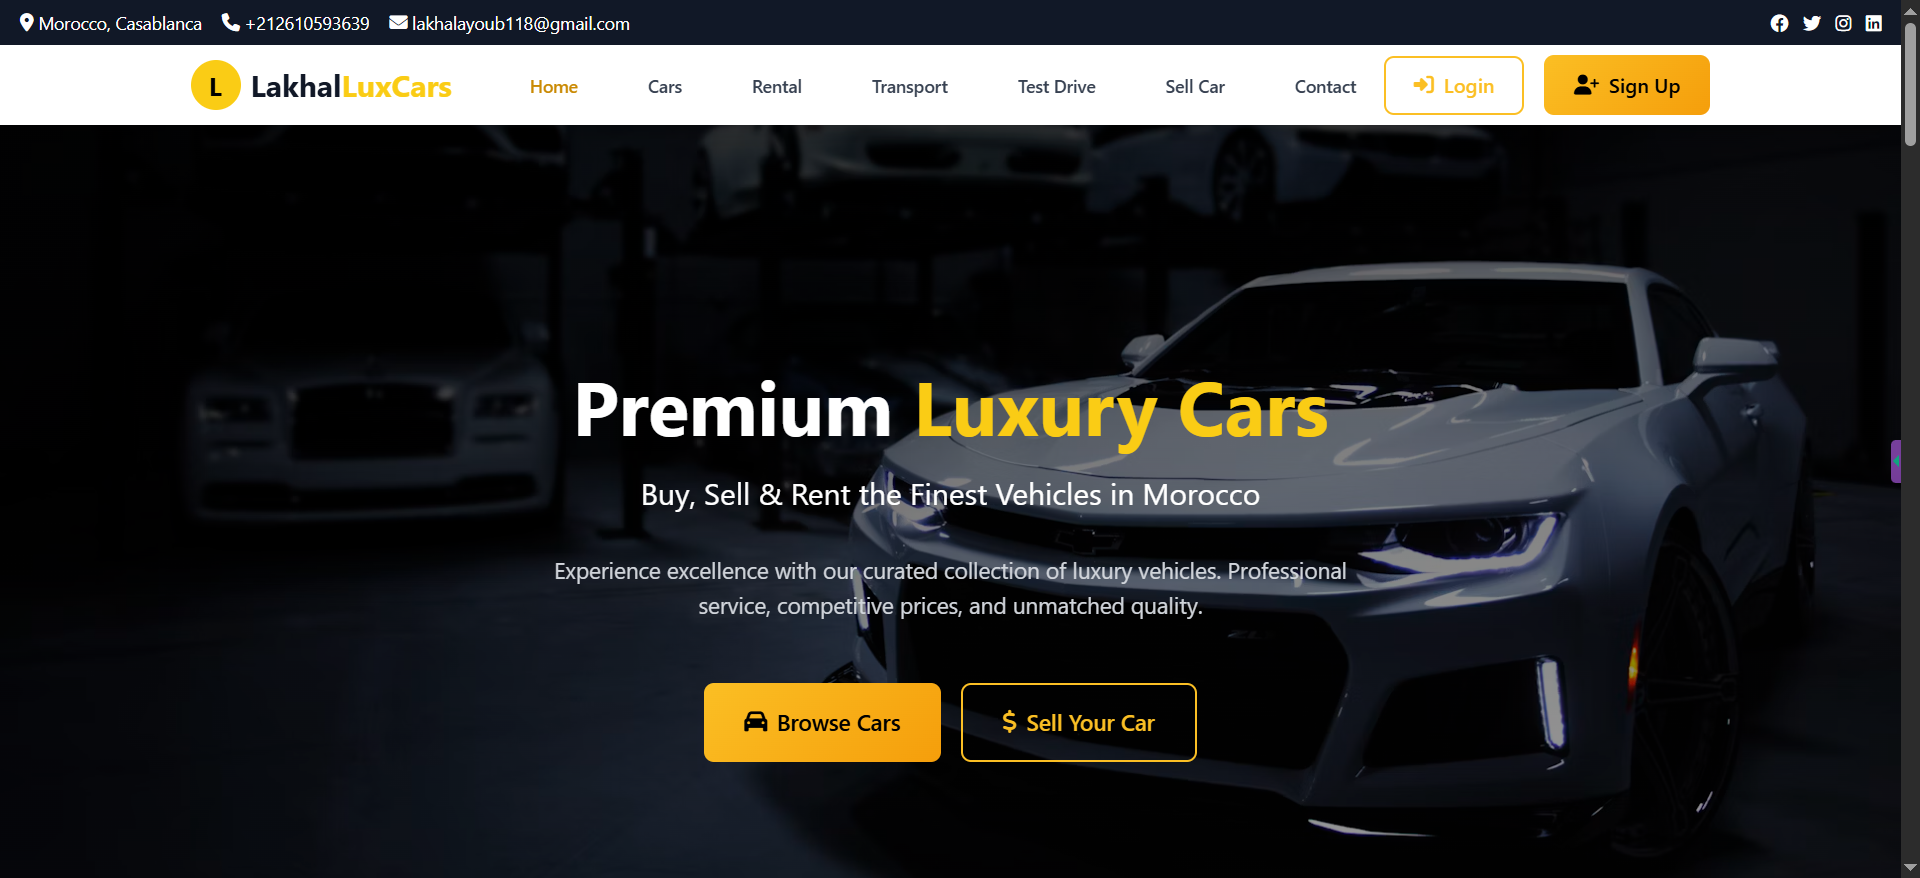 Morocco, Casablanca +212610593639 lakhalayoub118@gmail.com
L LakhalLuxCars Home Cars Rental Transport Test Drive Sell Car Contact Login Sign Up
Premium Luxury Cars
Buy, Sell & Rent the Finest Vehicles in Morocco
Experience excellence with our curated collection of luxury vehicles. Professional
service, competitive prices, and unmatched quality.
Browse Cars $ Sell Your Car